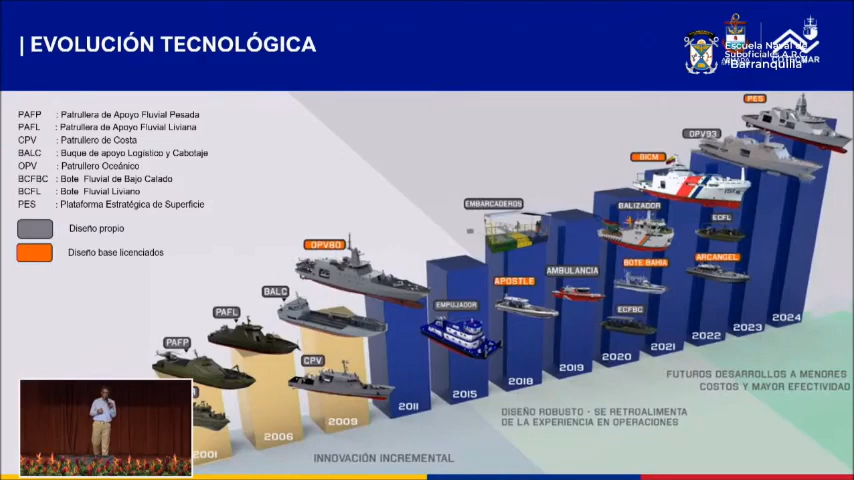 | EVOLUCIÓN TECNOLÓGICA
Escuela Naval de
Suboficiales A.R.C.
"Barranquilla"
COTECMAR
PAFP : Patrullera de Apoyo Fluvial Pesada
PAFL : Patrullera de Apoyo Fluvial Liviana
CPV : Patrullero de Costa
BALC : Buque de apoyo Logístico y Cabotaje
OPV : Patrullero Oceánico
BCFBC : Bote Fluvial de Bajo Calado
BCFL : Bote Fluvial Liviano
PES : Plataforma Estratégica de Superficie
Diseño propio
Diseño base licenciados
PES
OPV93
BICM
EMBARCADEROS
BALIZADOR
ECFL
OPV80
BOTE BAHIA
ARCANGEL
AMBULANCIA
APOSTLE
BALC
EMPUJADOR
ECFBC
PAFL
PAFP
CPV
2001
2006
2009
2011
2015
2018
2019
2020
2021
2022
2023
2024
FUTUROS DESARROLLOS A MENORES
COSTOS Y MAYOR EFECTIVIDAD
DISEÑO ROBUSTO - SE RETROALIMENTA
DE LA EXPERIENCIA EN OPERACIONES
INNOVACIÓN INCREMENTAL